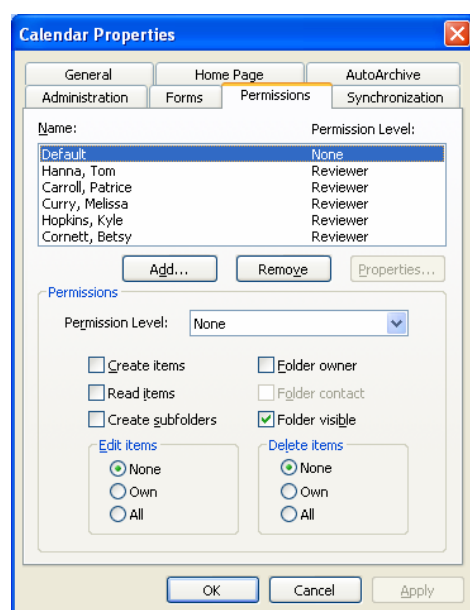 Calendar Properties
General Home Page AutoArchive
Administration Forms Permissions Synchronization
Name: Permission Level:
Default None
Hanna, Tom Reviewer
Carroll, Patrice Reviewer
Curry, Melissa Reviewer
Hopkins, Kyle Reviewer
Cornett, Betsy Reviewer
Add... Remove Properties...
Permissions
Permission Level: None
Create items Folder owner
Read items Folder contact
Create subfolders Folder visible
Edit items Delete items
None None
Own Own
All All
OK Cancel Apply